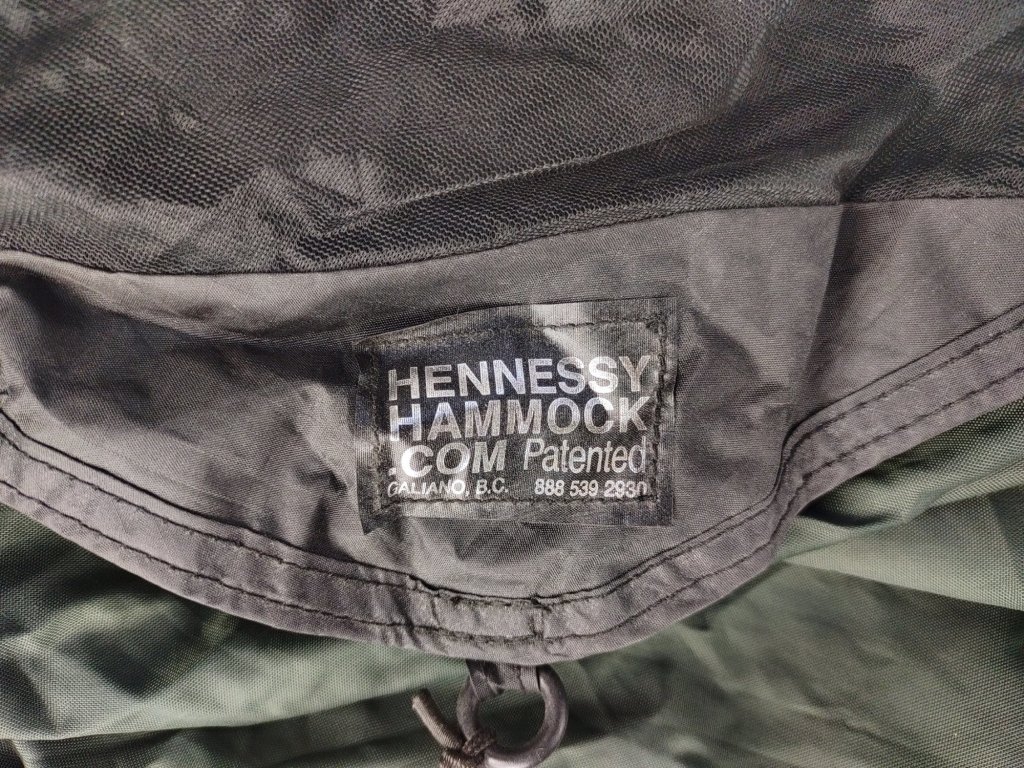 HENNESSY
HAMMOCK
.COM Patented
GALIANO, B.C. 888 539 2930